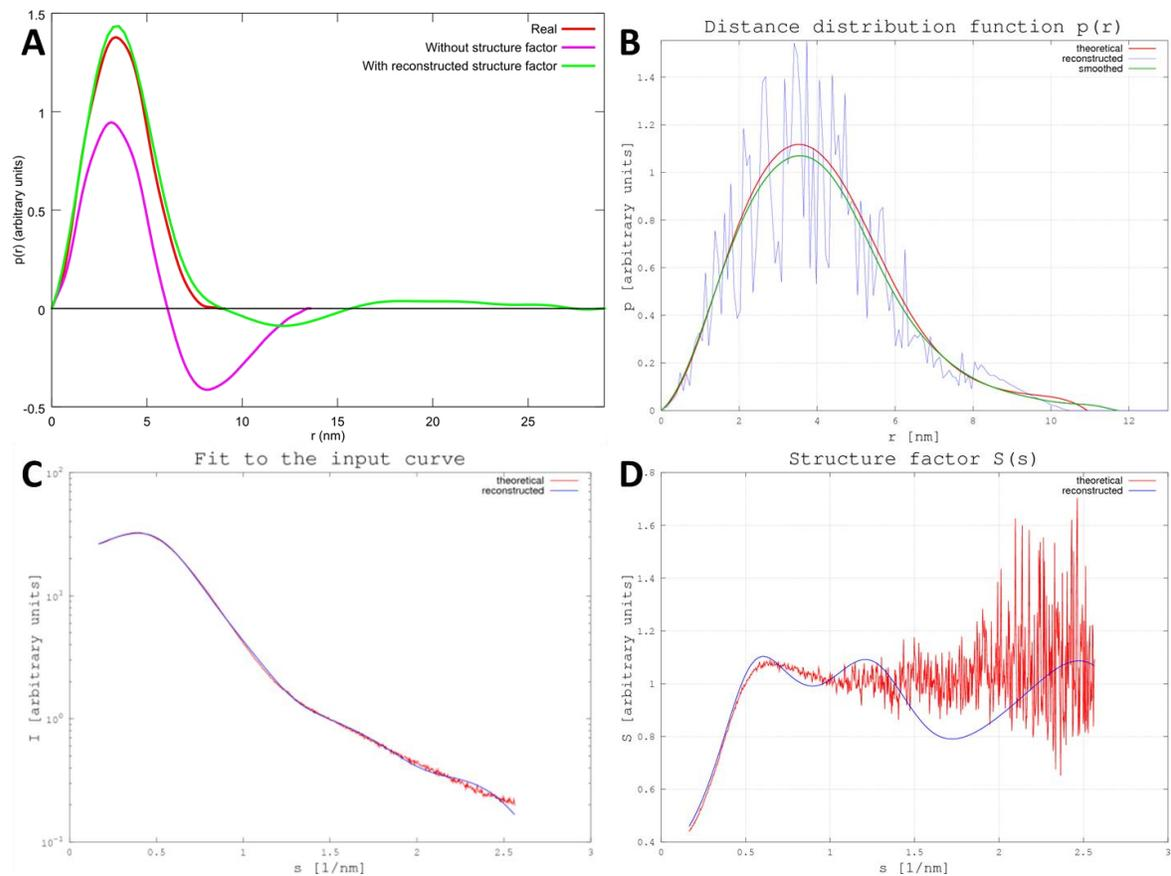 A
1.5
1
0.5
0
-0.5
p(r) (arbitrary units)
Real
Without structure factor
With reconstructed structure factor
0 5 10 15 20 25
r (nm)
B
Distance distribution function p(r)
1.4
1.2
1
0.8
0.6
0.4
0.2
0
p [arbitrary units]
theoretical
reconstructed
smoothed
0 2 4 6 8 10 12
r [nm]
C
Fit to the input curve
10^2
10^1
10^0
10^-1
I [arbitrary units]
theoretical
reconstructed
0 0.5 1 1.5 2 2.5 3
s [1/nm]
D
Structure factor S(s)
1.8
1.6
1.4
1.2
1
0.8
0.6
0.4
S [arbitrary units]
theoretical
reconstructed
0 0.5 1 1.5 2 2.5 3
s [1/nm]